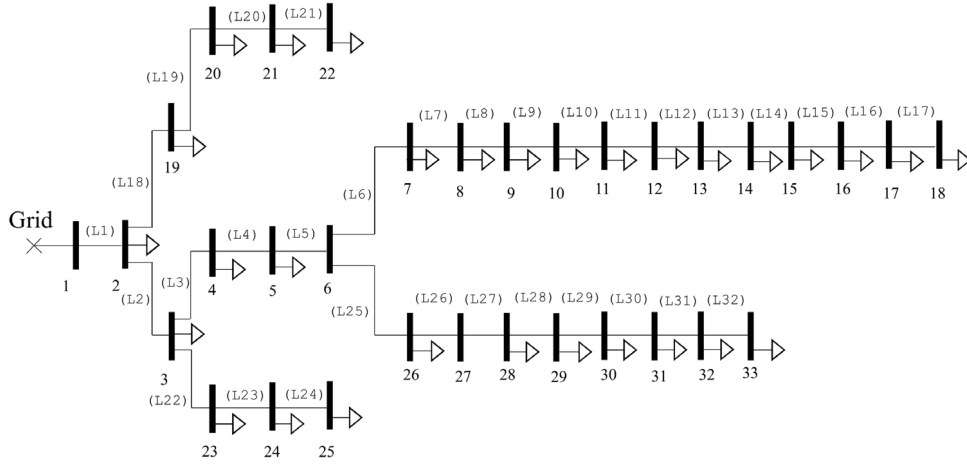 (L20) (L21)
20 21 22
(L19)
19
(L7) (L8) (L9) (L10) (L11) (L12) (L13) (L14) (L15) (L16) (L17)
7 8 9 10 11 12 13 14 15 16 17 18
(L18)
(L6)
Grid
(L1)
(L4) (L5)
1 2
(L3)
4 5 6
(L2)
(L25)
(L26) (L27) (L28) (L29) (L30) (L31) (L32)
3
26 27 28 29 30 31 32 33
(L22)
(L23) (L24)
23 24 25